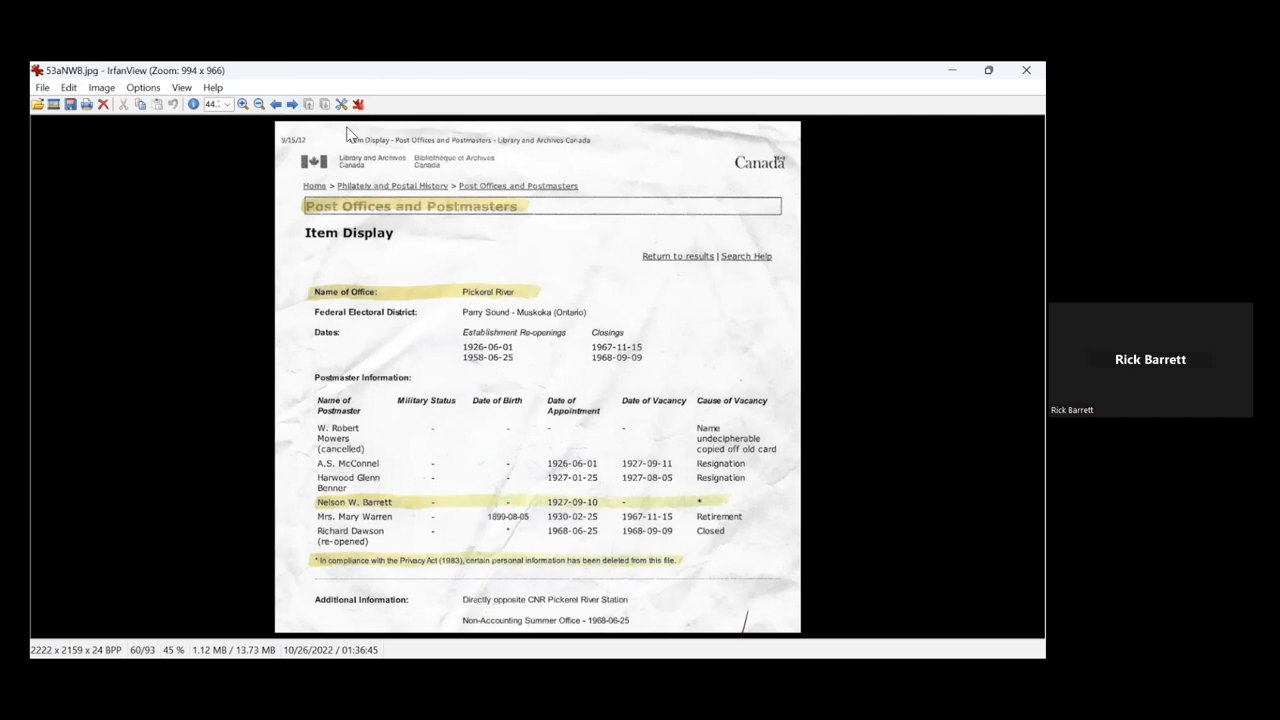 53aNWB.jpg - IrfanView (Zoom: 994 x 966)
File Edit Image Options View Help
44.
9/15/12 Item Display - Post Offices and Postmasters - Library and Archives Canada
Library and Archives Bibliothèque et Archives
Canada Canada
Canada
Home > Philately and Postal History > Post Offices and Postmasters
Post Offices and Postmasters
Item Display
Return to results | Search Help
Name of Office: Pickerel River
Federal Electoral District: Parry Sound - Muskoka (Ontario)
Dates: Establishment Re-openings Closings
1926-06-01 1967-11-15
1958-06-25 1968-09-09
Postmaster Information:
Name of Military Status Date of Birth Date of Date of Vacancy Cause of Vacancy
Postmaster Appointment
W. Robert - - - - Name
Mowers undecipherable
(cancelled) copied off old card
A.S. McConnel - - 1926-06-01 1927-09-11 Resignation
Harwood Glenn - - 1927-01-25 1927-08-05 Resignation
Benner
Nelson W. Barrett - - 1927-09-10 - *
Mrs. Mary Warren - 1899-08-05 1930-02-25 1967-11-15 Retirement
Richard Dawson - * 1968-06-25 1968-09-09 Closed
(re-opened)
* In compliance with the Privacy Act (1983), certain personal information has been deleted from this file.
Additional Information: Directly opposite CNR Pickerel River Station
Non-Accounting Summer Office - 1968-06-25
2222 x 2159 x 24 BPP 60/93 45 % 1.12 MB / 13.73 MB 10/26/2022 / 01:36:45
Rick Barrett
Rick Barrett